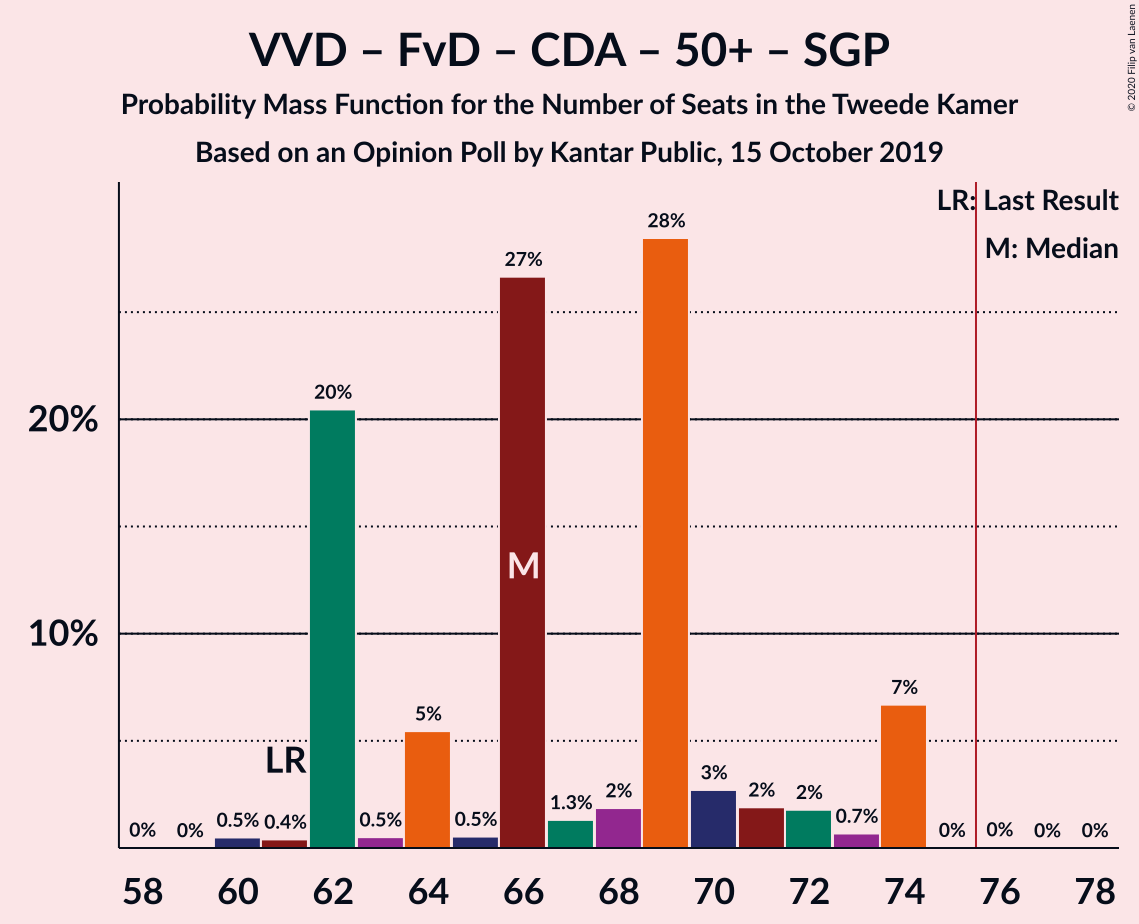 VVD – FvD – CDA – 50+ – SGP
Probability Mass Function for the Number of Seats in the Tweede Kamer
Based on an Opinion Poll by Kantar Public, 15 October 2019
© 2020 Filip van Laenen
LR: Last Result
M: Median
28%
27%
20%
20%
M
10%
7%
5%
LR
3%
0% 0% 0.5% 0.4% 0.5% 0.5% 1.3% 2% 2% 2% 0.7% 0% 0% 0% 0%
58 60 62 64 66 68 70 72 74 76 78